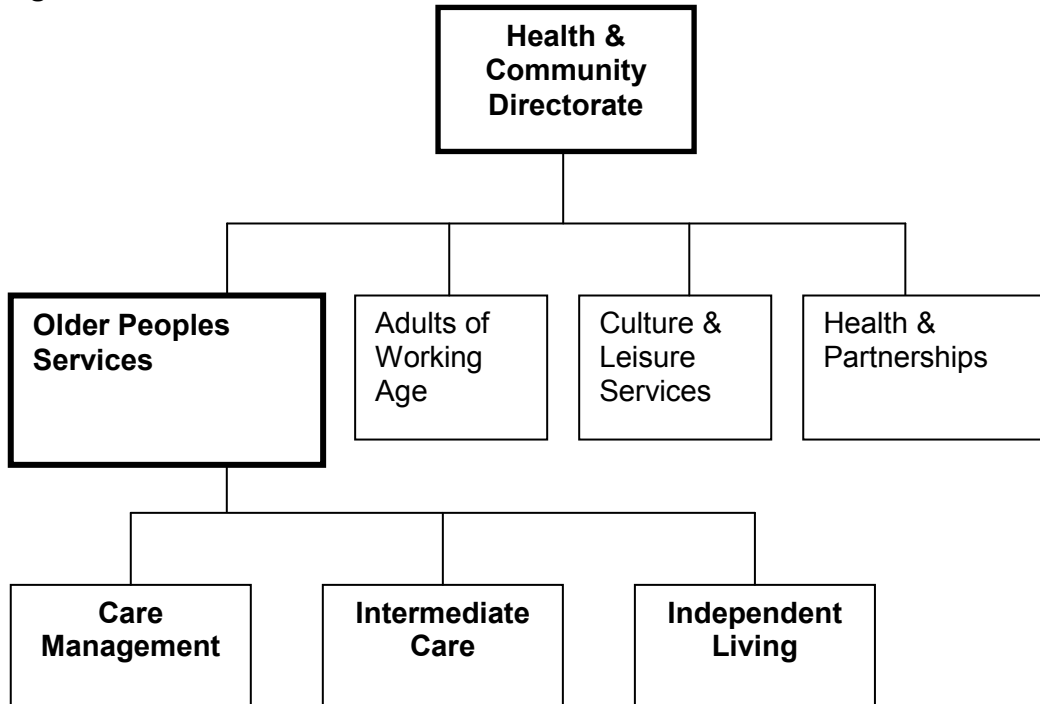 Health &
Community
Directorate
Older Peoples
Services
Adults of
Working
Age
Culture &
Leisure
Services
Health &
Partnerships
Care
Management
Intermediate
Care
Independent
Living